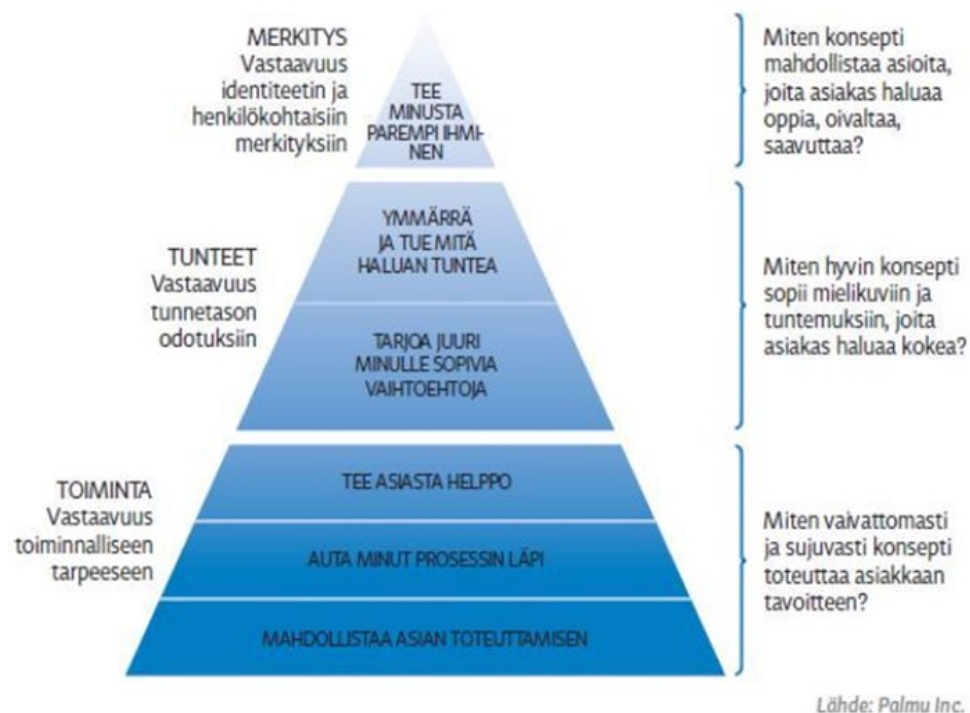 MERKITYS
Vastaavuus
identiteetin ja
henkilökohtaisiin
merkityksiin
TEE
MINUSTA
PAREMPI IHMI-
NEN
Miten konsepti
mahdollistaa asioita,
joita asiakas haluaa
oppia, oivaltaa,
saavuttaa?
TUNTEET
Vastaavuus
tunnetason
odotuksiin
YMMÄRRÄ
JA TUE MITÄ
HALUAN TUNTEA
TARJOA JUURI
MINULLE SOPIVIA
VAIHTOEHTOJA
Miten hyvin konsepti
sopii mielikuviin ja
tuntemuksiin, joita
asiakas haluaa kokea?
TOIMINTA
Vastaavuus
toiminnalliseen
tarpeeseen
TEE ASIASTA HELPPO
AUTA MINUT PROSESSIN LÄPI
MAHDOLLISTAA ASIAN TOTEUTTAMISEN
Miten vaivattomasti
ja sujuvasti konsepti
toteuttaa asiakkaan
tavoitteen?
Lähde: Palmu Inc.